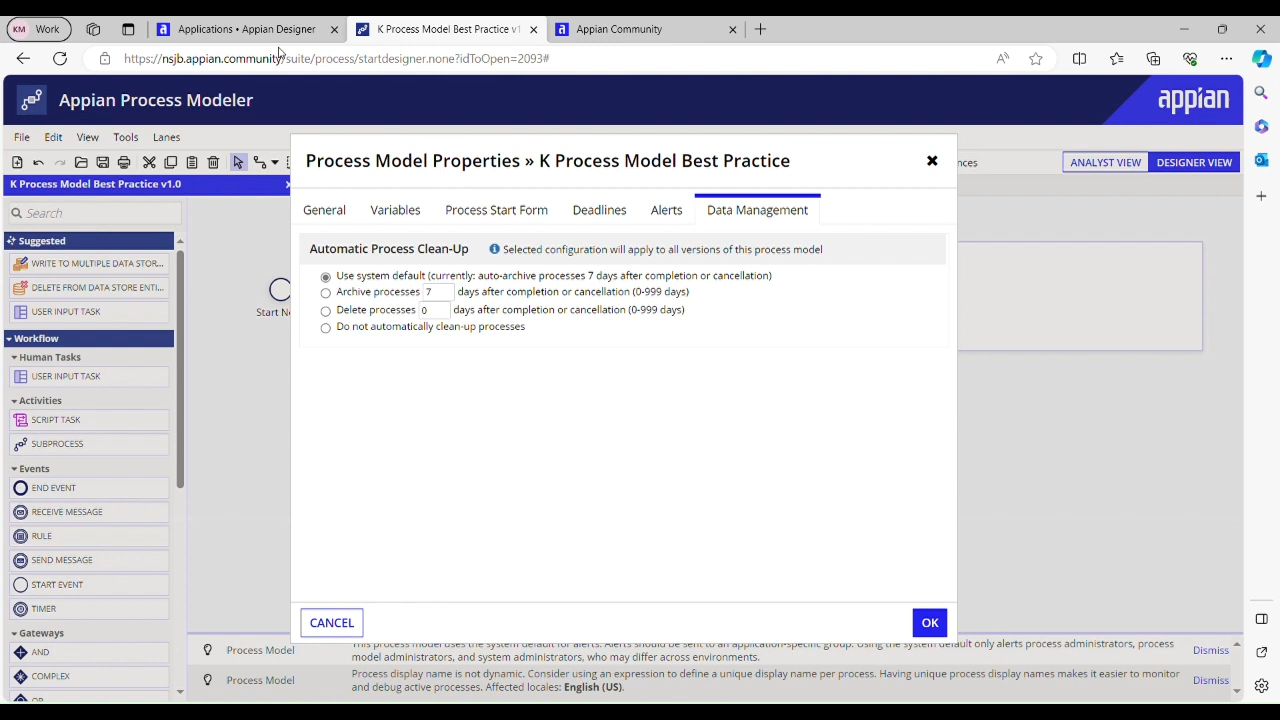 KM Work
Applications • Appian Designer
K Process Model Best Practice v1
Appian Community
https://nsjb.appian.community/suite/process/startdesigner.none?idToOpen=2093#
Appian Process Modeler
appian
File Edit View Tools Lanes
ANALYST VIEW DESIGNER VIEW
K Process Model Best Practice v1.0
Search
Suggested
WRITE TO MULTIPLE DATA STOR...
DELETE FROM DATA STORE ENTI...
USER INPUT TASK
Workflow
Human Tasks
USER INPUT TASK
Activities
SCRIPT TASK
SUBPROCESS
Events
END EVENT
RECEIVE MESSAGE
RULE
SEND MESSAGE
START EVENT
TIMER
Gateways
AND
COMPLEX
Process Model Properties » K Process Model Best Practice
General Variables Process Start Form Deadlines Alerts Data Management
Automatic Process Clean-Up Selected configuration will apply to all versions of this process model
Use system default (currently: auto-archive processes 7 days after completion or cancellation)
Archive processes 7 days after completion or cancellation (0-999 days)
Delete processes 0 days after completion or cancellation (0-999 days)
Do not automatically clean-up processes
CANCEL OK
Process Model This process model uses the system default for alerts. Alerts should be sent to an application-specific group. Using the system default only alerts process administrators, process
model administrators, and system administrators, who may differ across environments. Dismiss
Process Model Process display name is not dynamic. Consider using an expression to define a unique display name per process. Having unique process display names makes it easier to monitor
and debug active processes. Affected locales: English (US). Dismiss